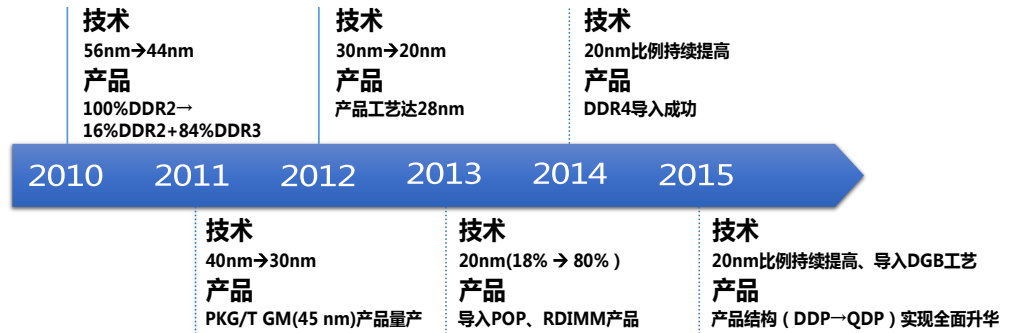 技术
56nm→44nm
产品
100%DDR2→
16%DDR2+84%DDR3
技术
30nm→20nm
产品
产品工艺达28nm
技术
20nm比例持续提高
产品
DDR4导入成功
2010 2011 2012 2013 2014 2015
技术
40nm→30nm
产品
PKG/T GM(45 nm)产品量产
技术
20nm(18% → 80% )
产品
导入POP、RDIMM产品
技术
20nm比例持续提高、导入DGB工艺
产品
产品结构（DDP→QDP）实现全面升华